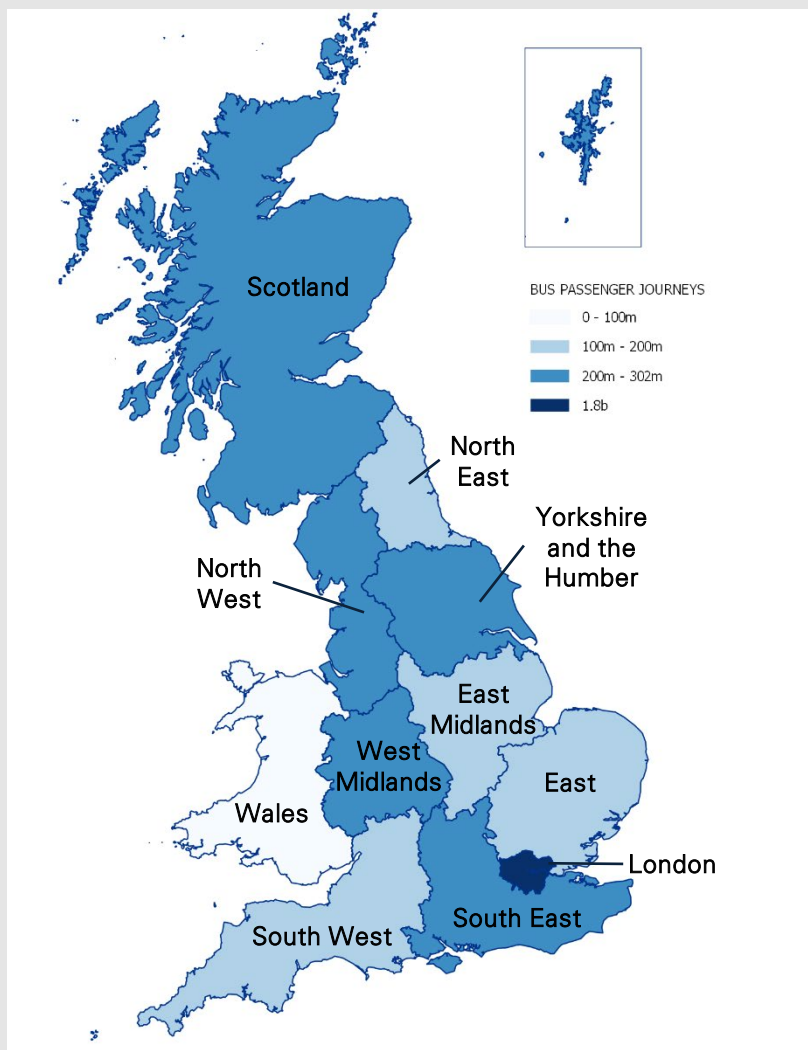 Scotland
BUS PASSENGER JOURNEYS
0 - 100m
100m - 200m
200m - 302m
1.8b
North
East
Yorkshire
and the
Humber
North
West
East
Midlands
West
Midlands
East
Wales
London
South East
South West